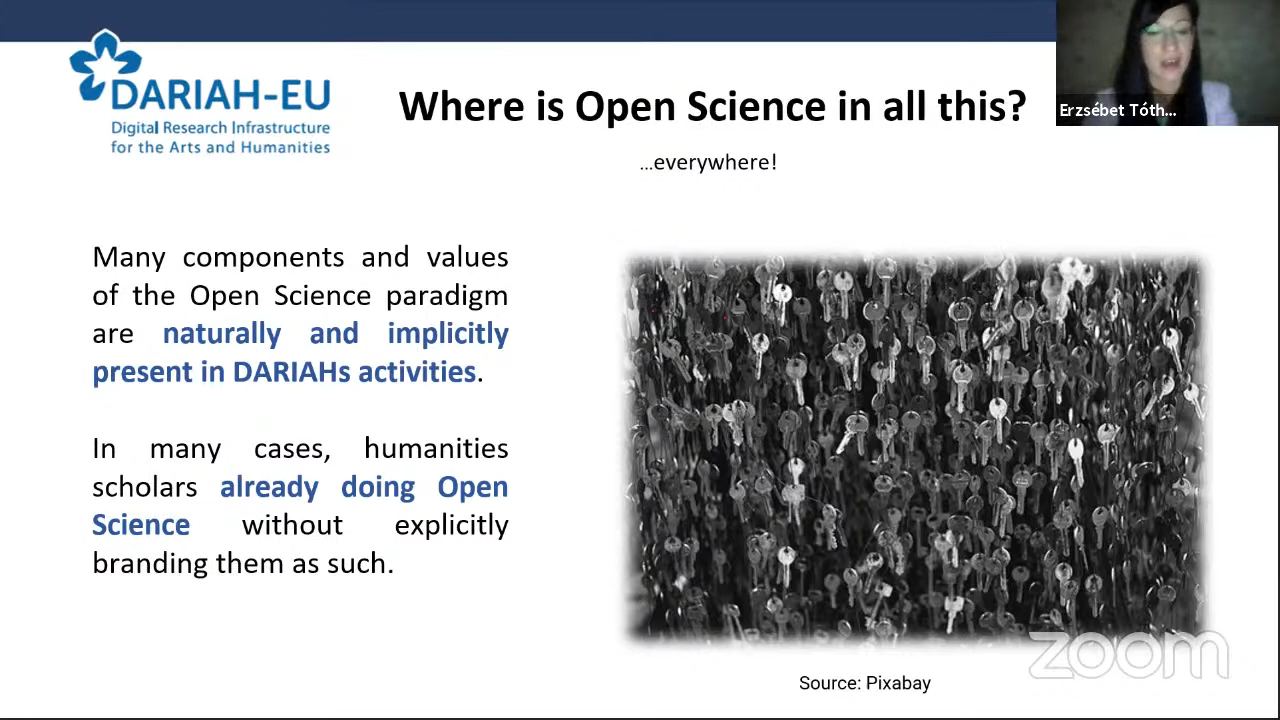 DARIAH-EU
Digital Research Infrastructure
for the Arts and Humanities
Where is Open Science in all this?
...everywhere!
Erzsébet Tóth...
Many components and values
of the Open Science paradigm
are naturally and implicitly
present in DARIAHs activities.
In many cases, humanities
scholars already doing Open
Science without explicitly
branding them as such.
zoom
Source: Pixabay